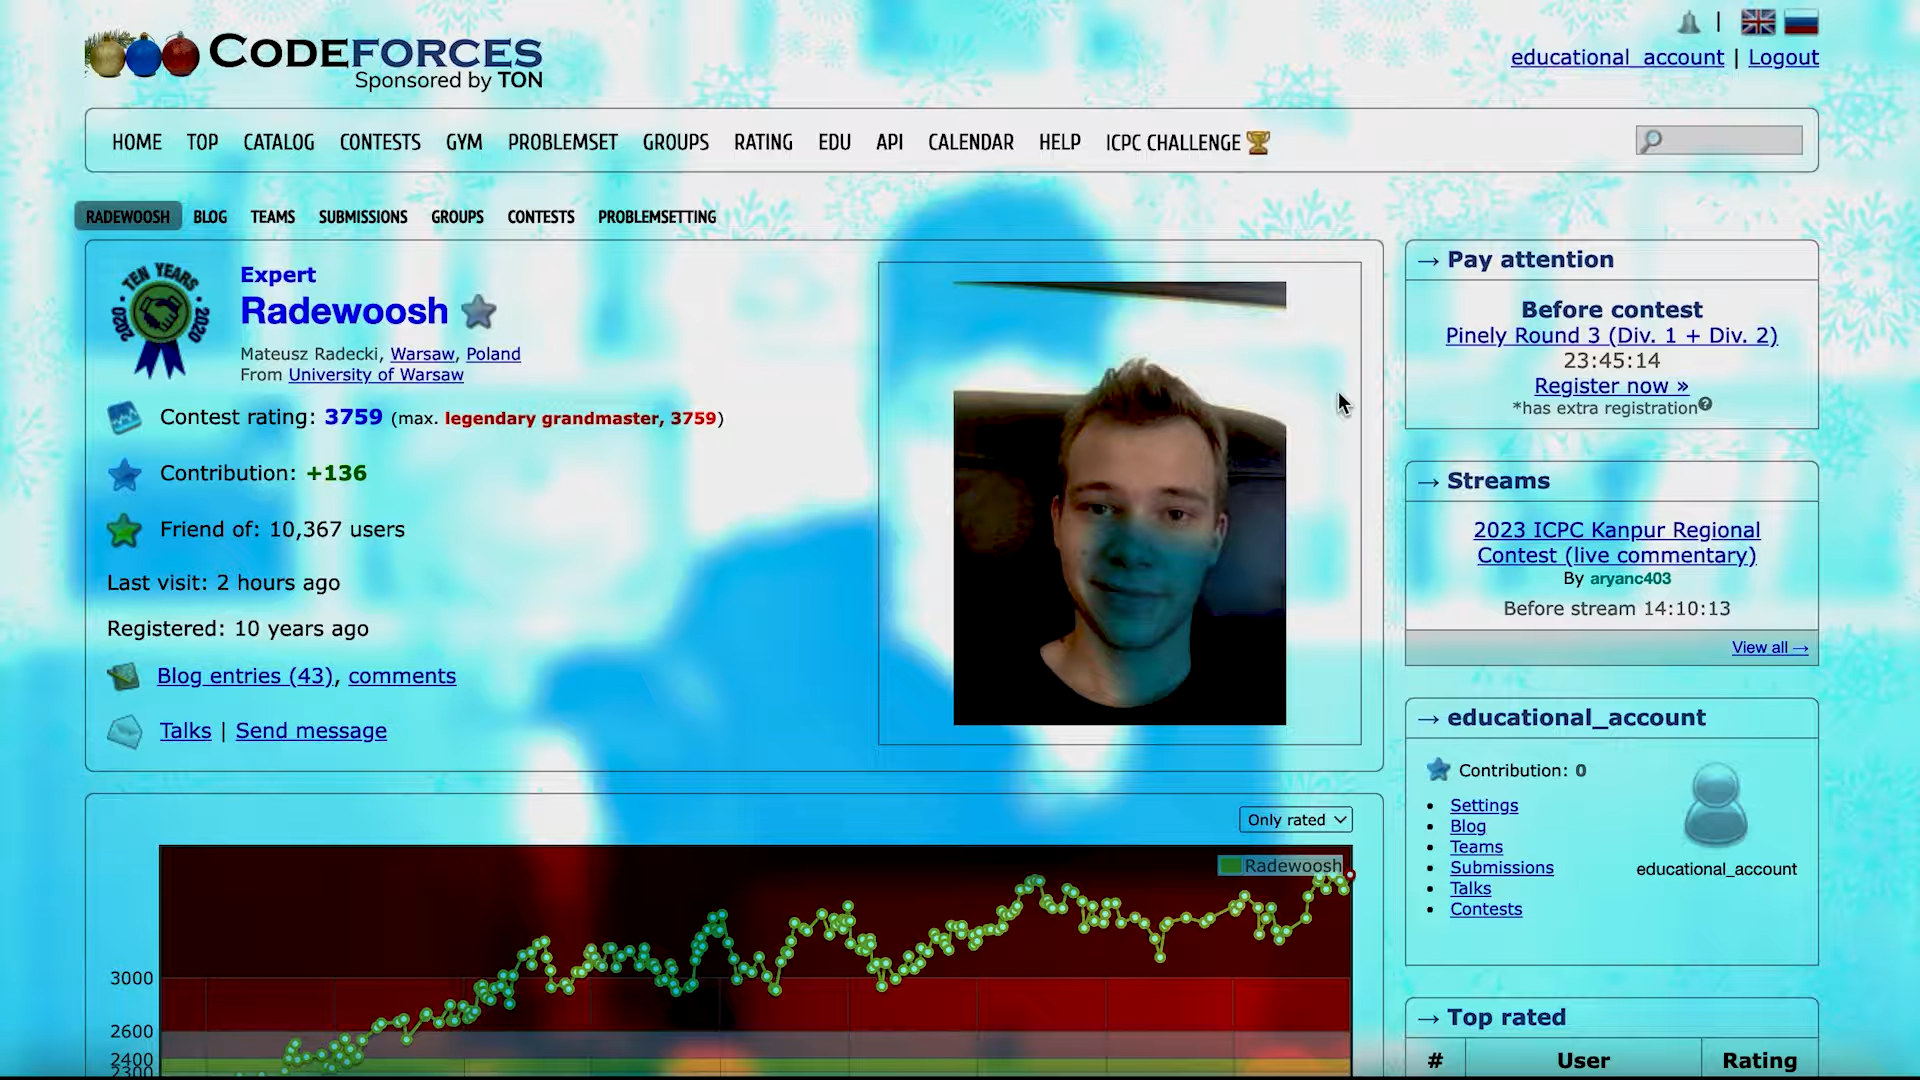 CODEFORCES
Sponsored by TON
|
educational_account | Logout
HOME TOP CATALOG CONTESTS GYM PROBLEMSET GROUPS RATING EDU API CALENDAR HELP ICPC CHALLENGE
RADEWOOSH BLOG TEAMS SUBMISSIONS GROUPS CONTESTS PROBLEMSETTING
TEN YEARS
2020 2020
Expert
Radewoosh
Mateusz Radecki, Warsaw, Poland
From University of Warsaw
Contest rating: 3759 (max. legendary grandmaster, 3759)
Contribution: +136
Friend of: 10,367 users
Last visit: 2 hours ago
Registered: 10 years ago
Blog entries (43), comments
Talks | Send message
Only rated
Radewoosh
3000
2600
2400
2300
→ Pay attention
Before contest
Pinely Round 3 (Div. 1 + Div. 2)
23:45:14
Register now »
*has extra registration?
→ Streams
2023 ICPC Kanpur Regional
Contest (live commentary)
By aryanc403
Before stream 14:10:13
View all →
→ educational_account
Contribution: 0
• Settings
• Blog
• Teams
• Submissions
• Talks
• Contests
educational_account
→ Top rated
# User Rating